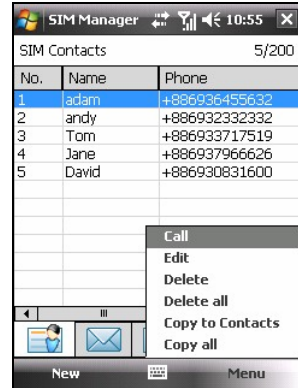 SIM Manager 10:55
SIM Contacts 5/200
No. Name Phone
1 adam +886936455632
2 andy +886932332332
3 Tom +886933717519
4 Jane +886937966626
5 David +886930831600
Call
Edit
Delete
Delete all
Copy to Contacts
Copy all
New Menu